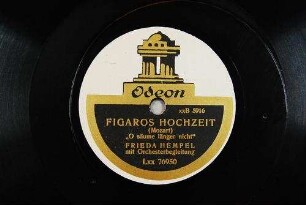 Odeon
xxB 5916
FIGAROS HOCHZEIT
(Mozart)
„O säume länger nicht“
FRIEDA HEMPEL
mit Orchesterbegleitung
Lxx 76950